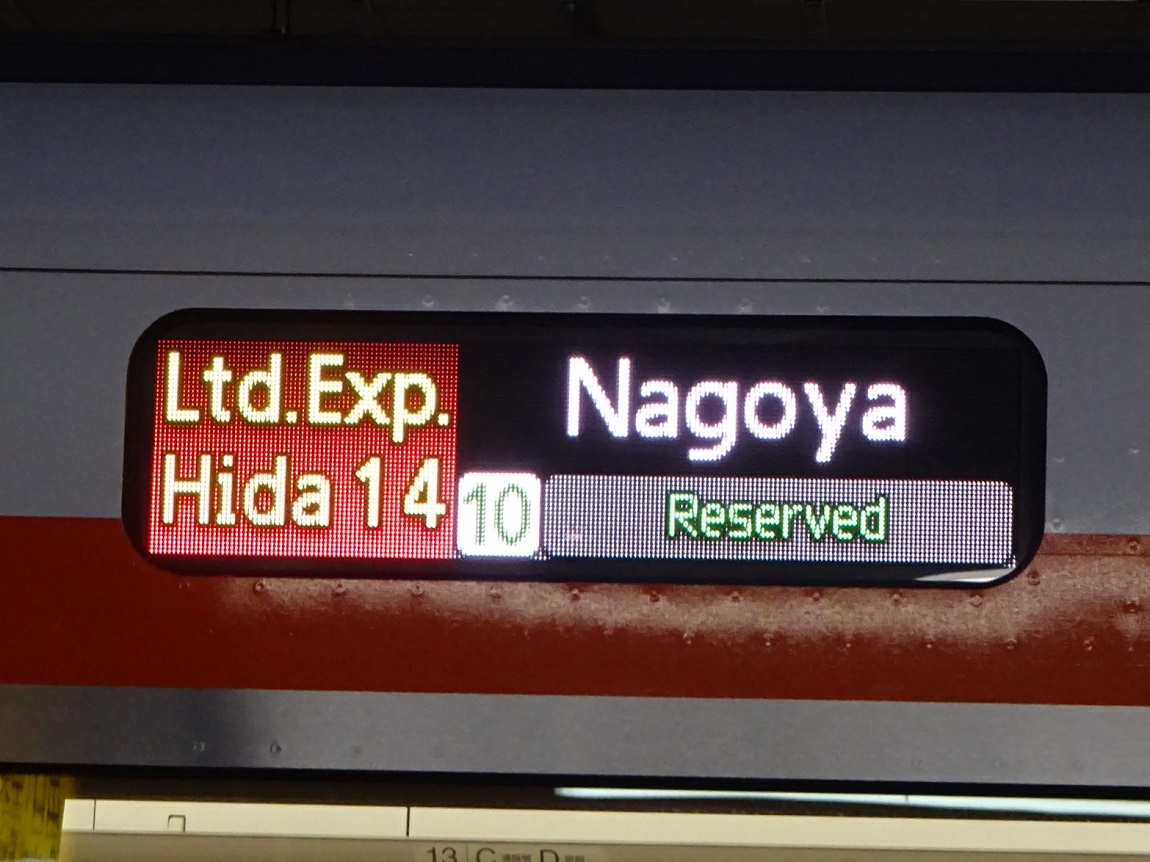 Ltd.Exp.
Hida 14
10
Nagoya
Reserved
13 C D